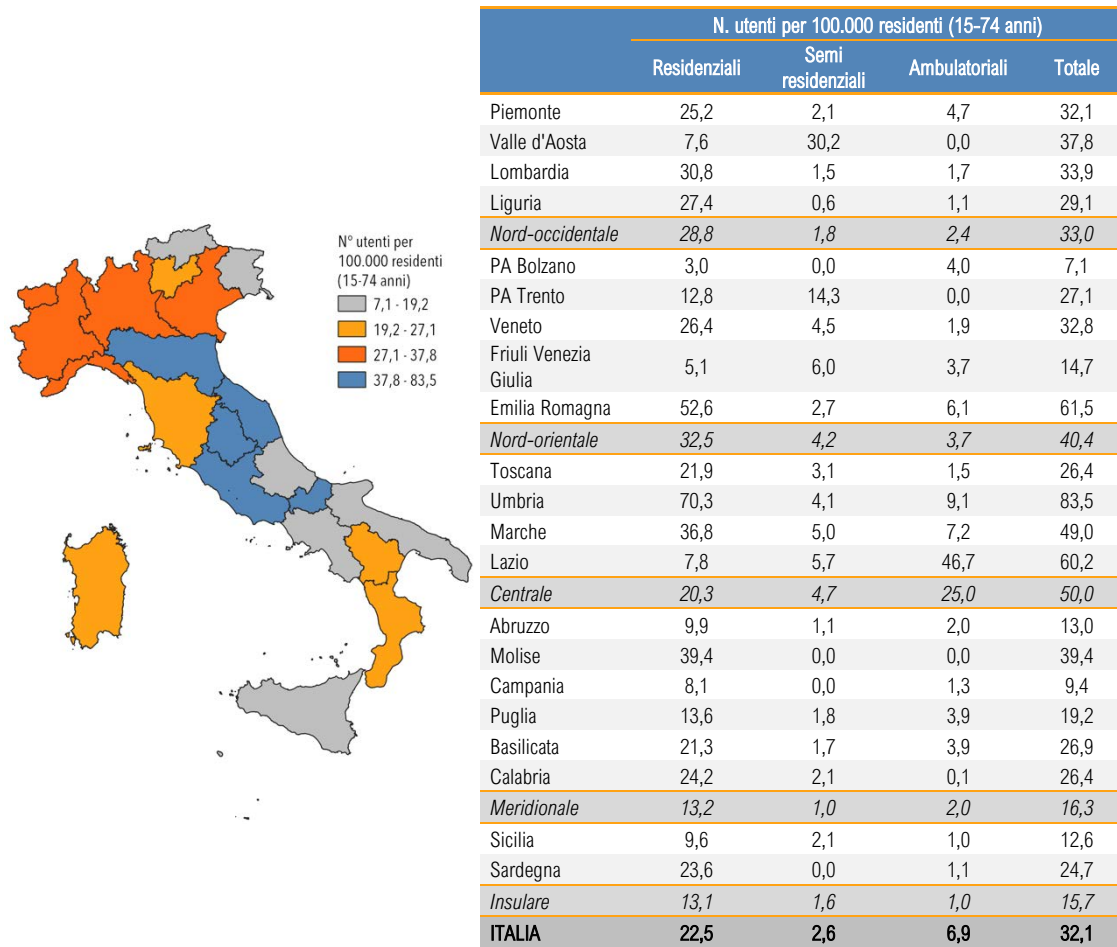 N° utenti per
100.000 residenti
(15-74 anni)
7,1 - 19,2
19,2 - 27,1
27,1 - 37,8
37,8 - 83,5
N. utenti per 100.000 residenti (15-74 anni)
Residenziali Semi residenziali Ambulatoriali Totale
Piemonte 25,2 2,1 4,7 32,1
Valle d'Aosta 7,6 30,2 0,0 37,8
Lombardia 30,8 1,5 1,7 33,9
Liguria 27,4 0,6 1,1 29,1
Nord-occidentale 28,8 1,8 2,4 33,0
PA Bolzano 3,0 0,0 4,0 7,1
PA Trento 12,8 14,3 0,0 27,1
Veneto 26,4 4,5 1,9 32,8
Friuli Venezia Giulia 5,1 6,0 3,7 14,7
Emilia Romagna 52,6 2,7 6,1 61,5
Nord-orientale 32,5 4,2 3,7 40,4
Toscana 21,9 3,1 1,5 26,4
Umbria 70,3 4,1 9,1 83,5
Marche 36,8 5,0 7,2 49,0
Lazio 7,8 5,7 46,7 60,2
Centrale 20,3 4,7 25,0 50,0
Abruzzo 9,9 1,1 2,0 13,0
Molise 39,4 0,0 0,0 39,4
Campania 8,1 0,0 1,3 9,4
Puglia 13,6 1,8 3,9 19,2
Basilicata 21,3 1,7 3,9 26,9
Calabria 24,2 2,1 0,1 26,4
Meridionale 13,2 1,0 2,0 16,3
Sicilia 9,6 2,1 1,0 12,6
Sardegna 23,6 0,0 1,1 24,7
Insulare 13,1 1,6 1,0 15,7
ITALIA 22,5 2,6 6,9 32,1